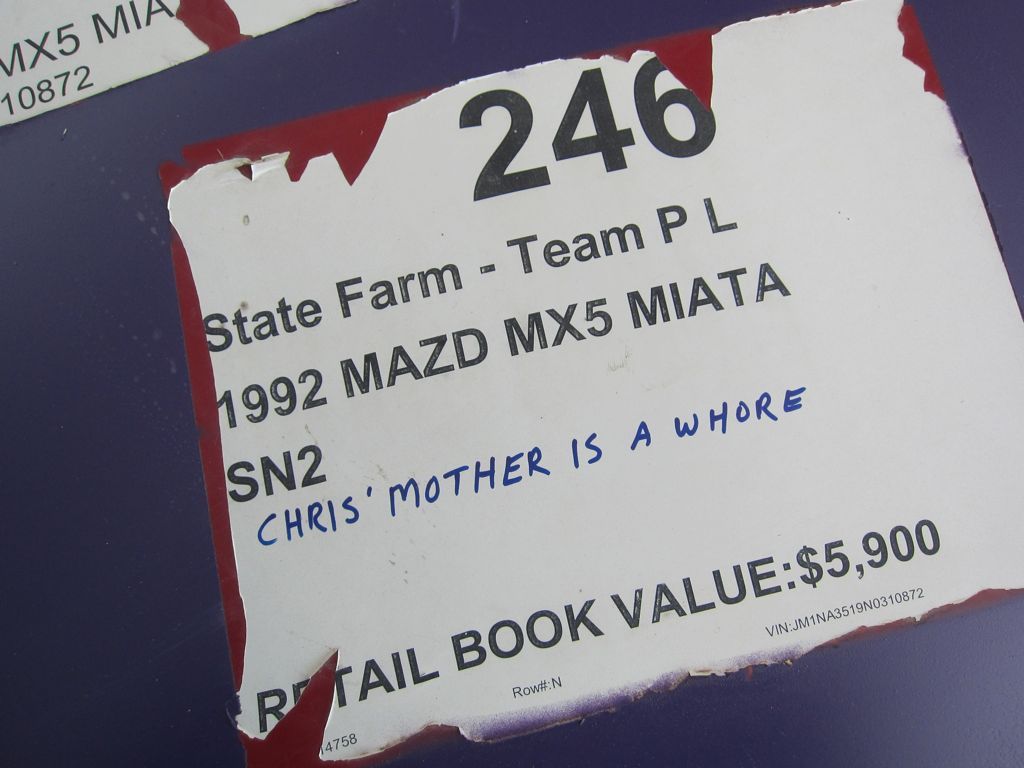 MX5 MIA
10872
246
State Farm - Team P L
1992 MAZD MX5 MIATA
SN2
CHRIS' MOTHER IS A WHORE
RETAIL BOOK VALUE:$5,900
VIN:JM1NA3519N0310872
Row#:N
14758